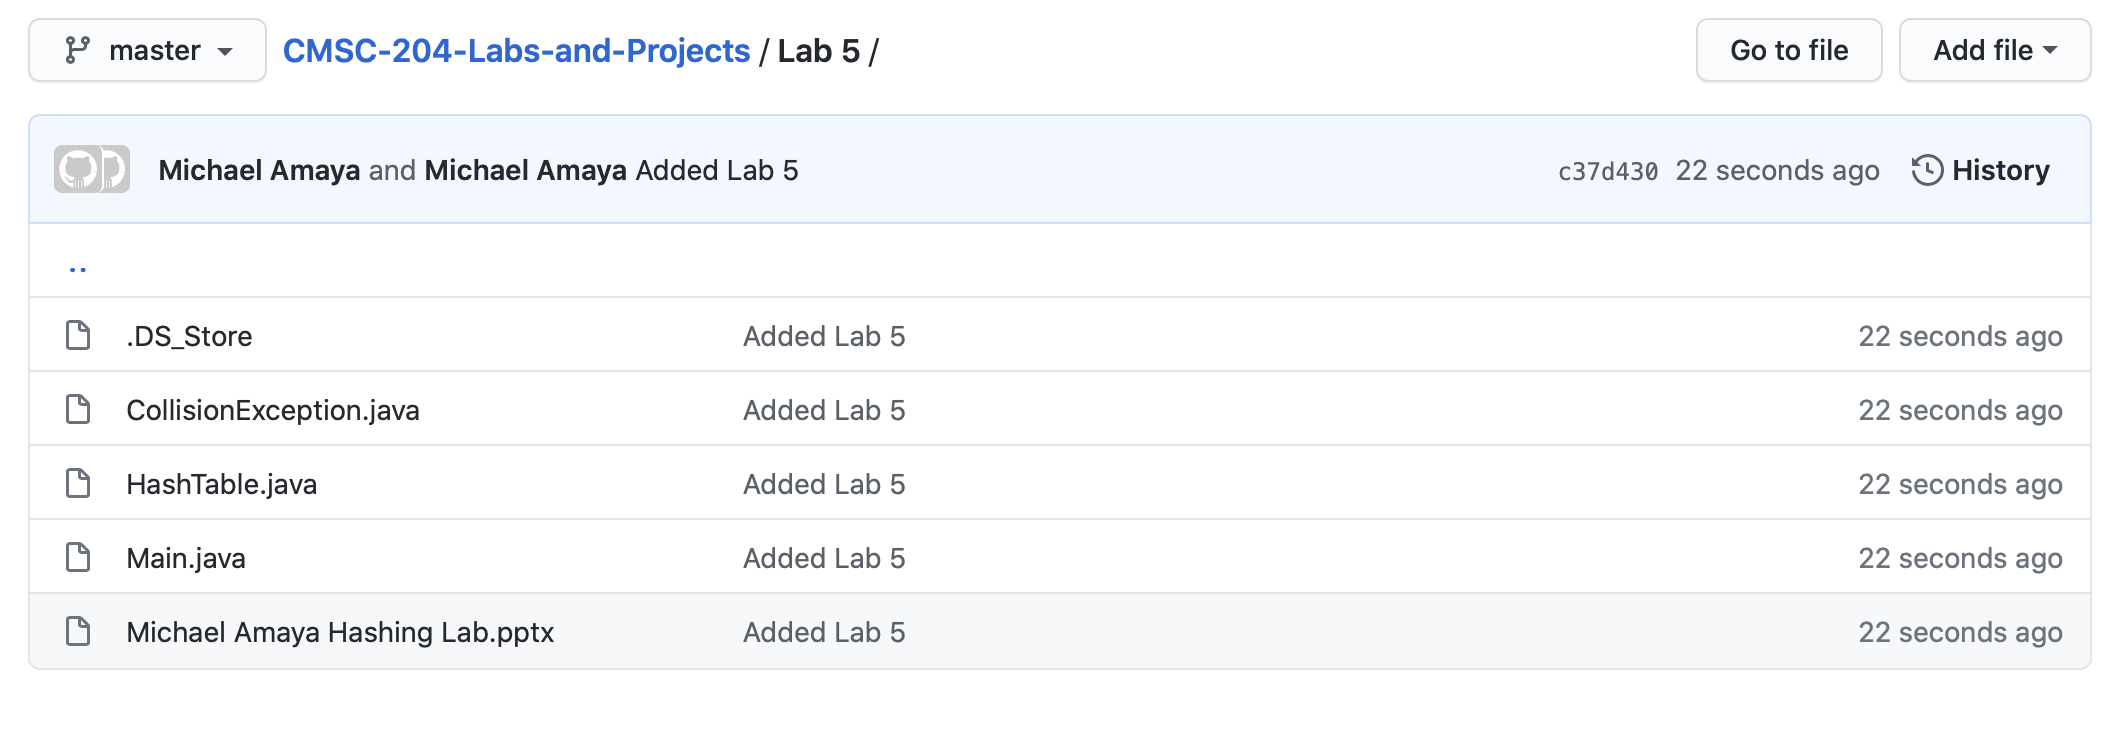 master CMSC-204-Labs-and-Projects / Lab 5 / Go to file Add file
Michael Amaya and Michael Amaya Added Lab 5 c37d430 22 seconds ago History
..
.DS_Store Added Lab 5 22 seconds ago
CollisionException.java Added Lab 5 22 seconds ago
HashTable.java Added Lab 5 22 seconds ago
Main.java Added Lab 5 22 seconds ago
Michael Amaya Hashing Lab.pptx Added Lab 5 22 seconds ago